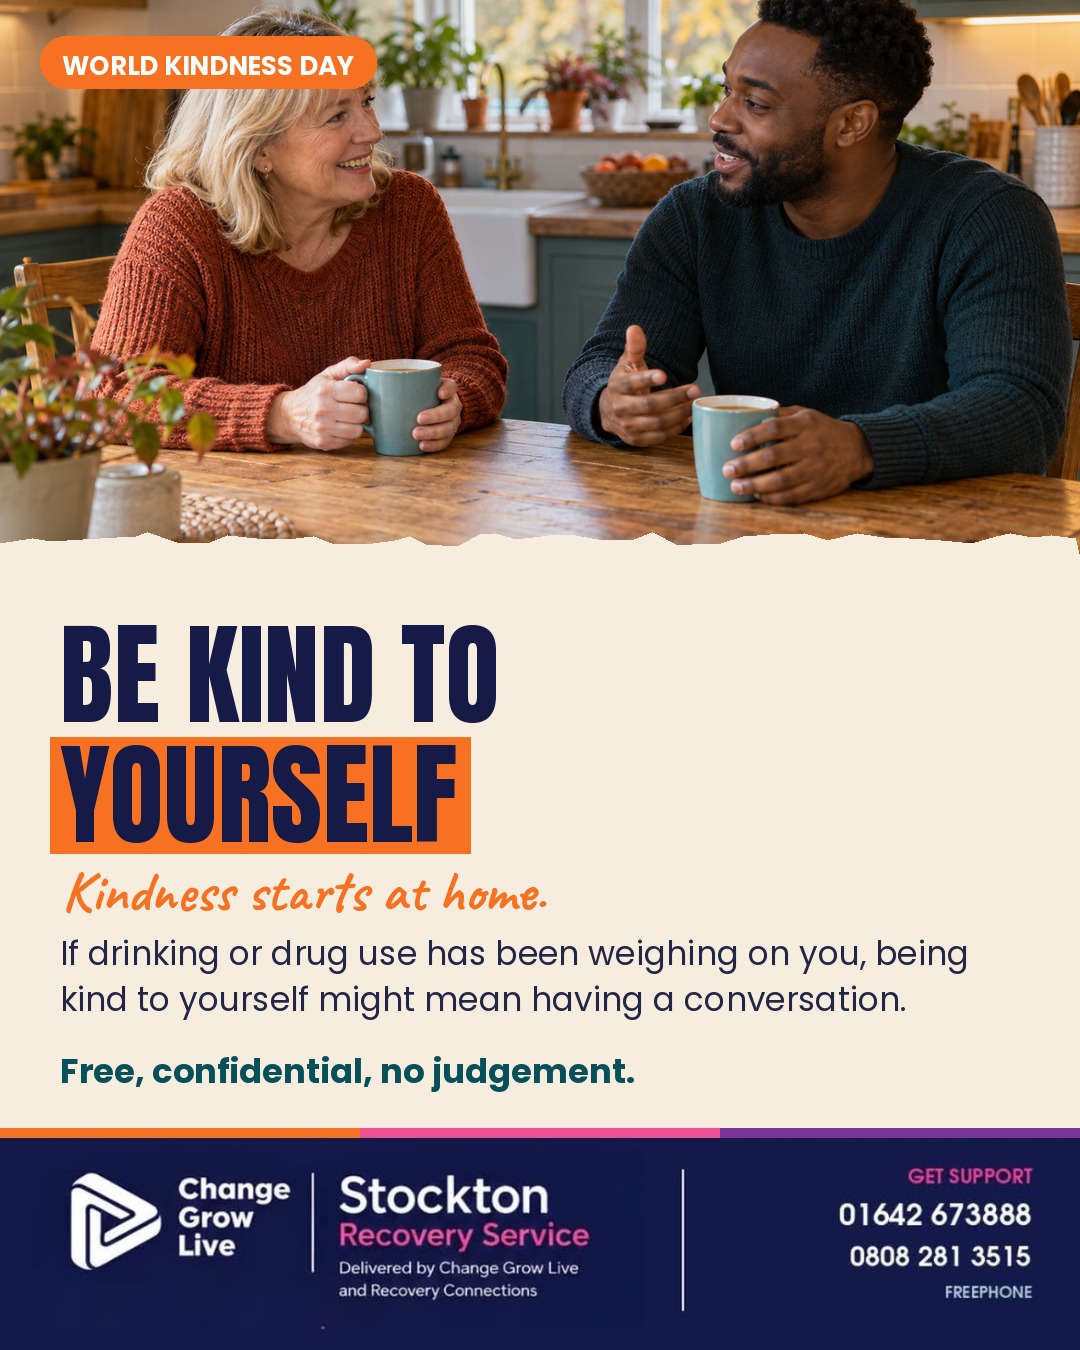 WORLD KINDNESS DAY
BE KIND TO
YOURSELF
Kindness starts at home.
If drinking or drug use has been weighing on you, being
kind to yourself might mean having a conversation.
Free, confidential, no judgement.
Change
Grow
Live
Stockton
Recovery Service
Delivered by Change Grow Live
and Recovery Connections
GET SUPPORT
01642 673888
0808 281 3515
FREEPHONE